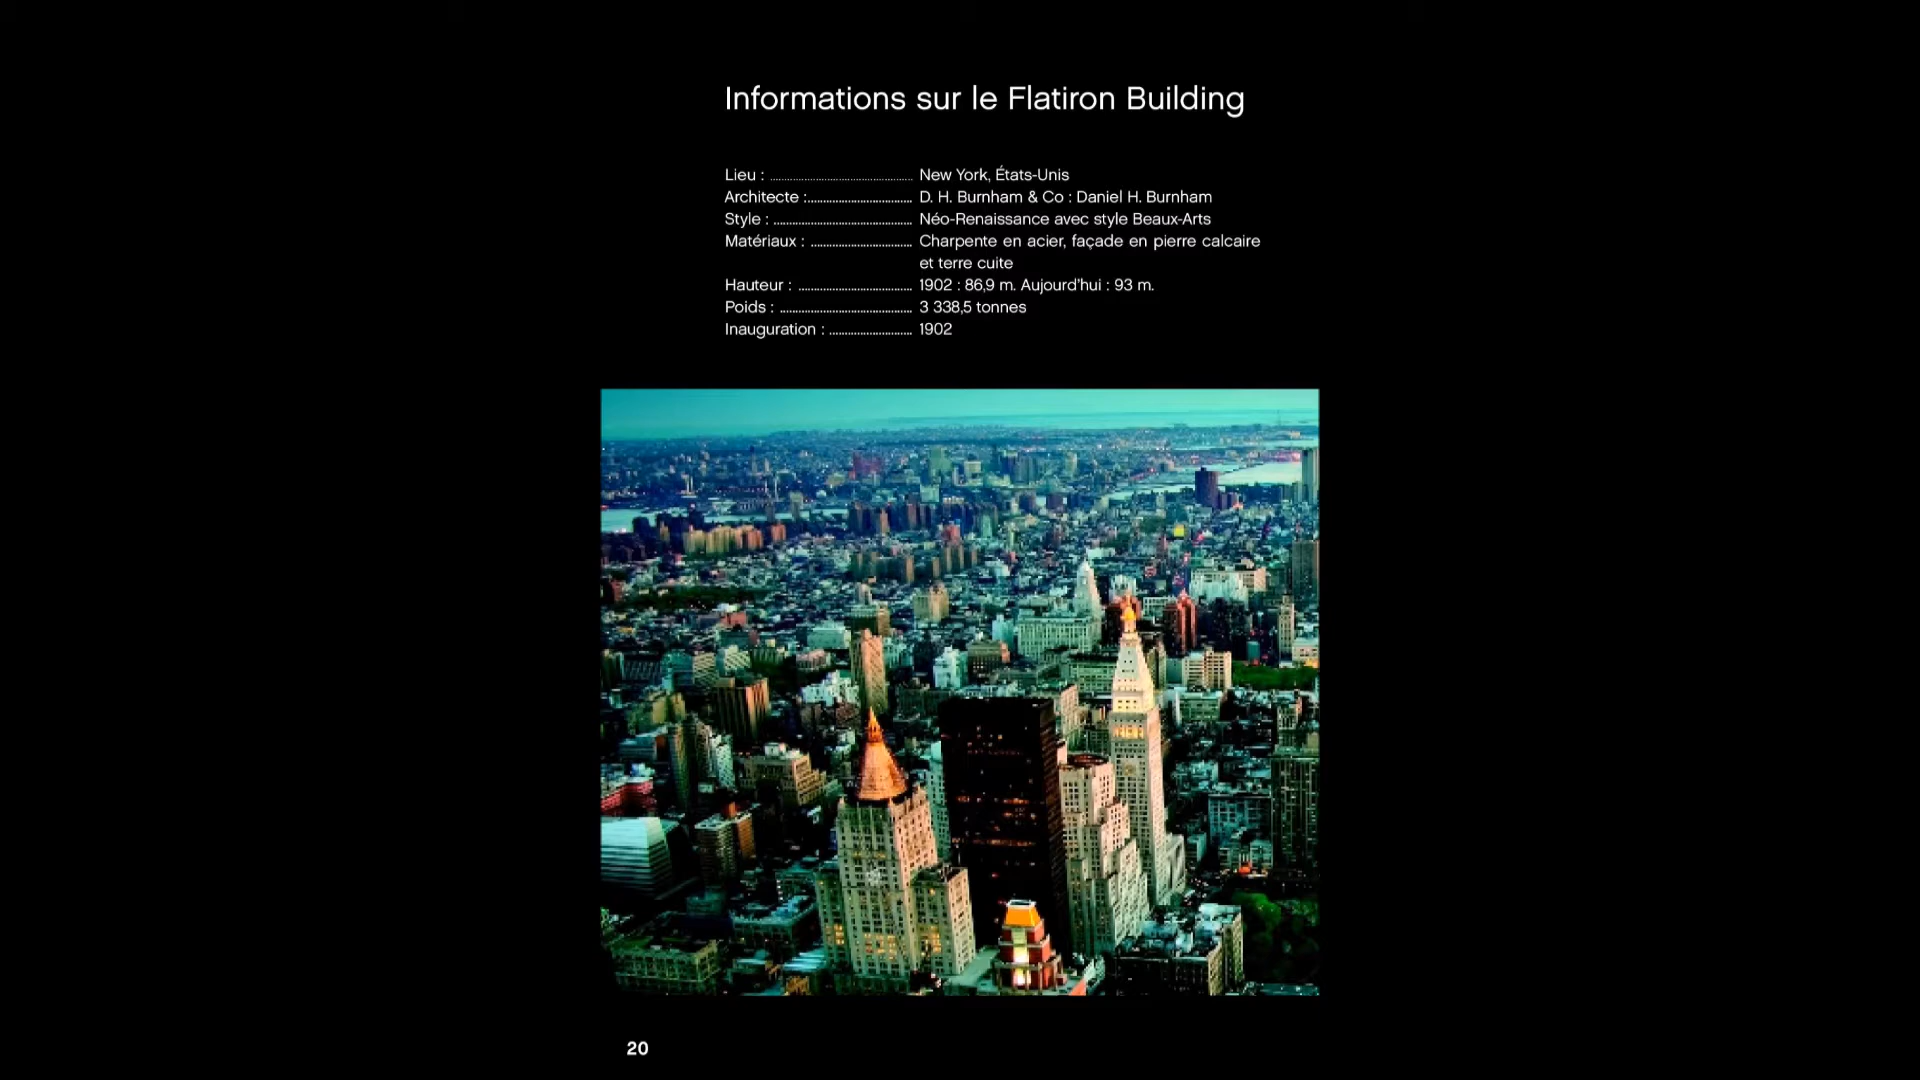 Informations sur le Flatiron Building
Lieu : ................................................ New York, États-Unis
Architecte :.................................. D. H. Burnham & Co : Daniel H. Burnham
Style : ............................................. Néo-Renaissance avec style Beaux-Arts
Matériaux : ................................. Charpente en acier, façade en pierre calcaire
et terre cuite
Hauteur : ..................................... 1902 : 86,9 m. Aujourd'hui : 93 m.
Poids : ........................................... 3 338,5 tonnes
Inauguration : ........................... 1902
20